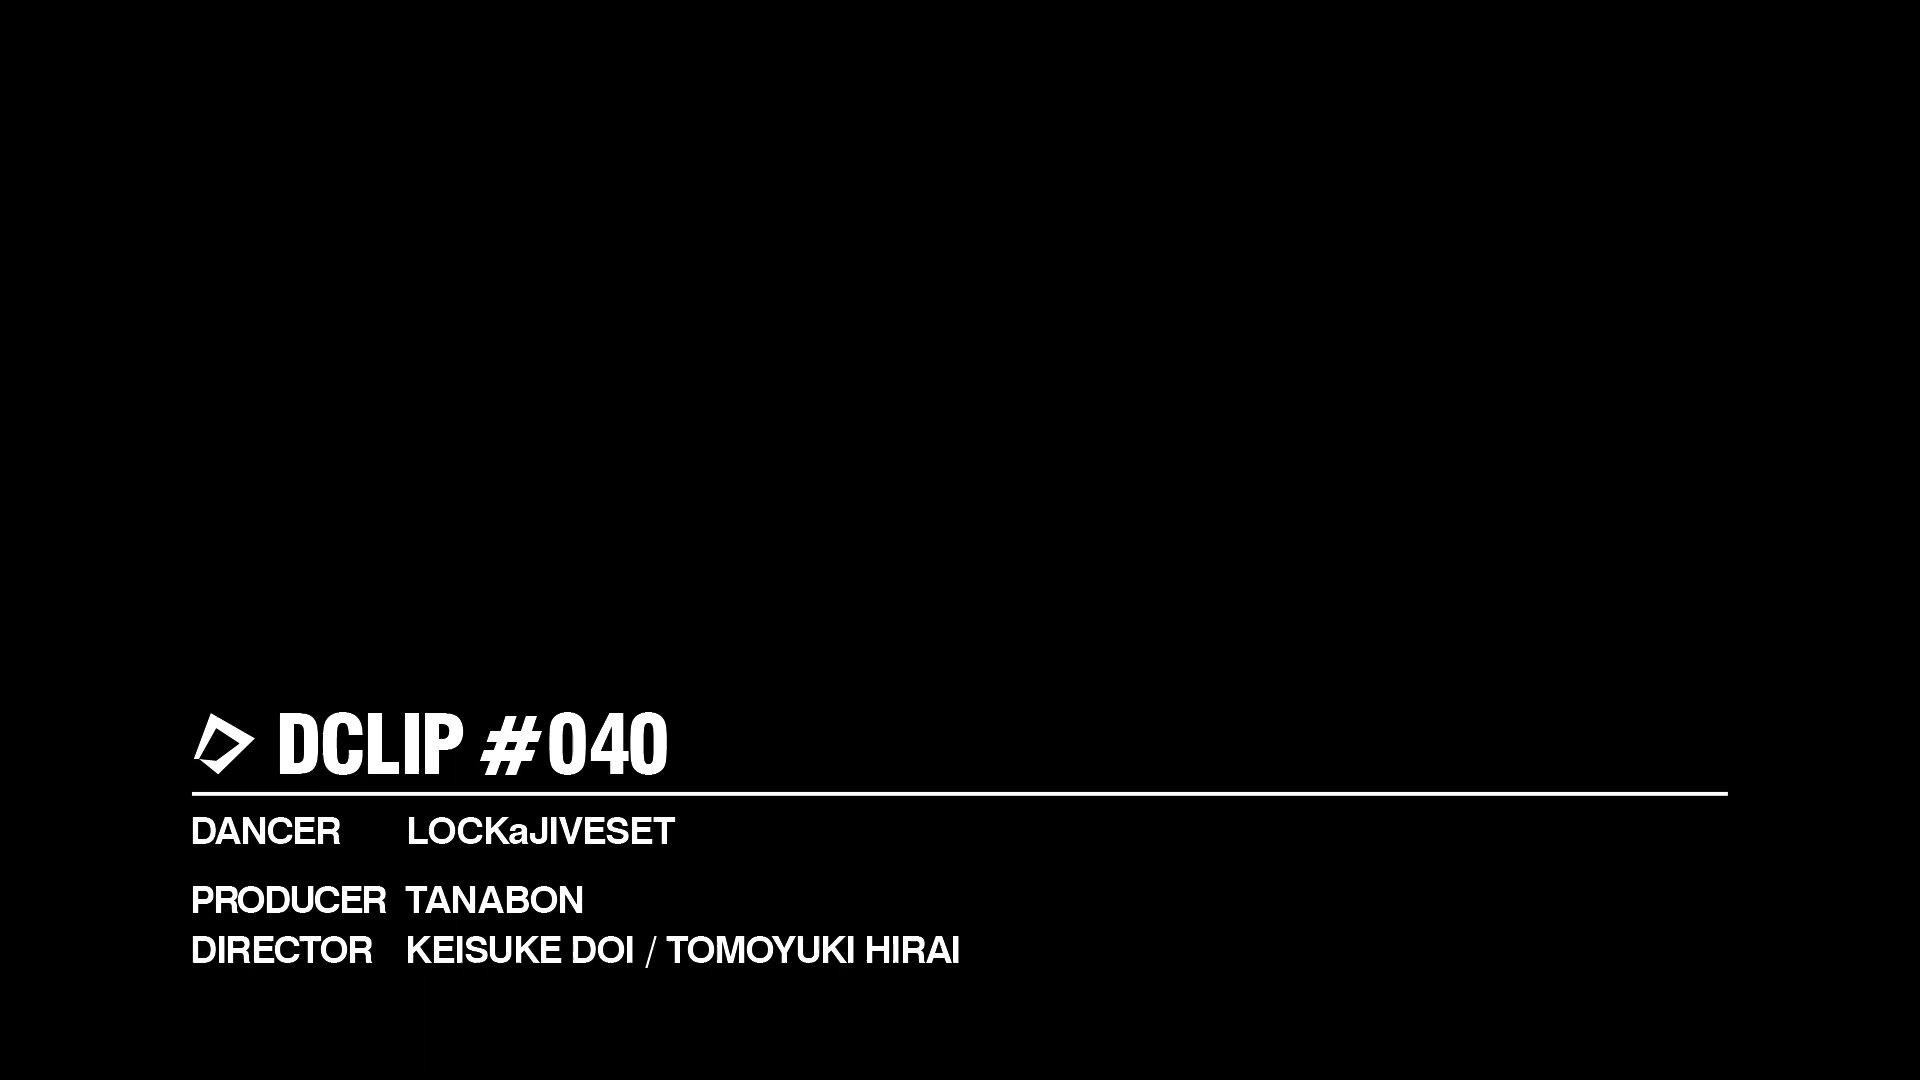 DCLIP #040
DANCER LOCKaJIVESET
PRODUCER TANABON
DIRECTOR KEISUKE DOI / TOMOYUKI HIRAI